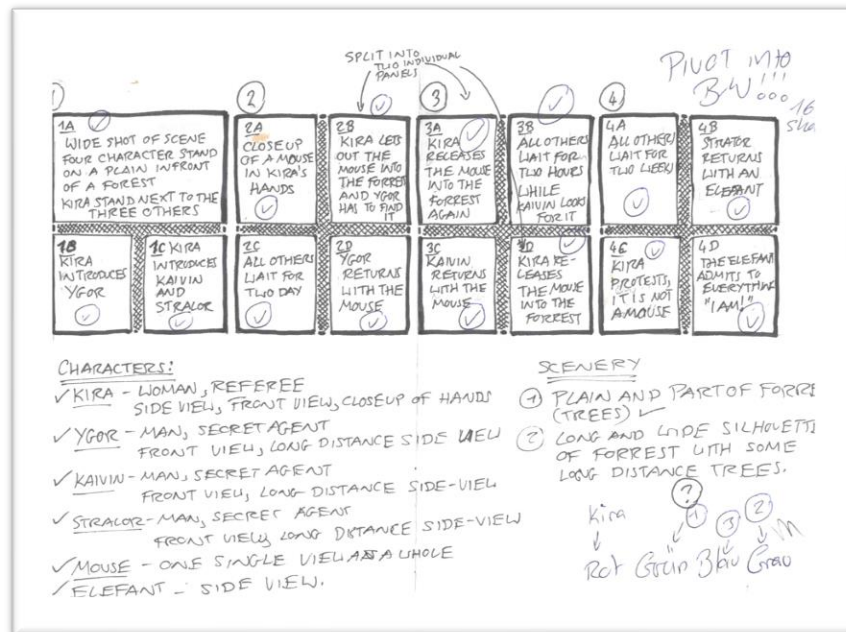 SPLIT INTO
TWO INDIVIDUAL
PANELS
PIVOT INTO
B/W!!!
16
1
2
3
4
1A
WIDE SHOT OF SCENE
FOUR CHARACTER STAND
ON A PLAIN INFRONT
OF A FOREST
KIRA STAND NEXT TO THE
THREE OTHERS
1B
KIRA
INTRODUCES
YGOR
1C KIRA
INTRODUCES
KAIVIN
AND
STRALOR
2A
CLOSEUP
OF A MOUSE
IN KIRA'S
HANDS
2B
KIRA LETS
OUT THE
MOUSE INTO
THE FORREST
AND YGOR
HAS TO FIND
IT
2C
ALL OTHERS
WAIT FOR
TWO DAY
2D
YGOR
RETURNS
WITH THE
MOUSE
3A
KIRA
RELEASES
THE MOUSE
INTO THE
FORREST
AGAIN
3B
ALL OTHERS
WAIT FOR
TWO HOURS
WHILE
KAIVIN LOOKS
FOR IT
3C
KAIVIN
RETURNS
WITH THE
MOUSE
3D
KIRA RE-
LEASES
THE MOUSE
INTO THE
FORREST
4A
ALL OTHERS
WAIT FOR
TWO WEEKS
4B
STRATOR
RETURNS
WITH AN
ELEFANT
4C
KIRA
PROTESTS,
IT IS NOT
A MOUSE
4D
THE ELEFAN
ADMITS TO
EVERYTHIN
"I AM!"
CHARACTERS:
KIRA - WOMAN, REFEREE
SIDE VIEW, FRONT VIEW, CLOSEUP OF HANDS
YGOR - MAN, SECRET AGENT
FRONT VIEW, LONG DISTANCE SIDE VIEW
KAIVIN - MAN, SECRET AGENT
FRONT VIEW, LONG DISTANCE SIDE-VIEW
STRALOR - MAN, SECRET AGENT
FRONT VIEW, LONG DISTANCE SIDE-VIEW
MOUSE - ONE SINGLE VIEW AS A WHOLE
ELEFANT - SIDE VIEW.
SCENERY
1 PLAIN AND PART OF FORRE
(TREES)
2 LONG AND WIDE SILHOUETT
OF FORREST WITH SOME
LONG DISTANCE TREES.
?
Kira 1 3 2
Rot Grün Blau Grau